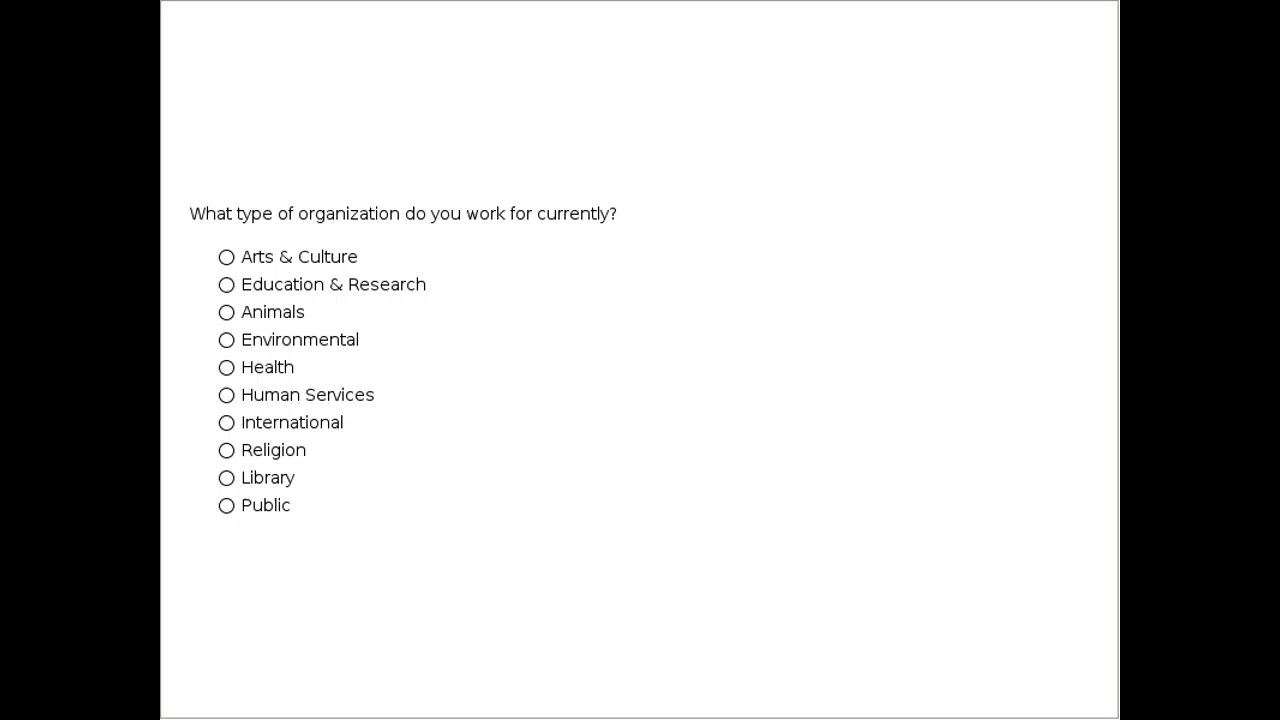 What type of organization do you work for currently?
Arts & Culture
Education & Research
Animals
Environmental
Health
Human Services
International
Religion
Library
Public